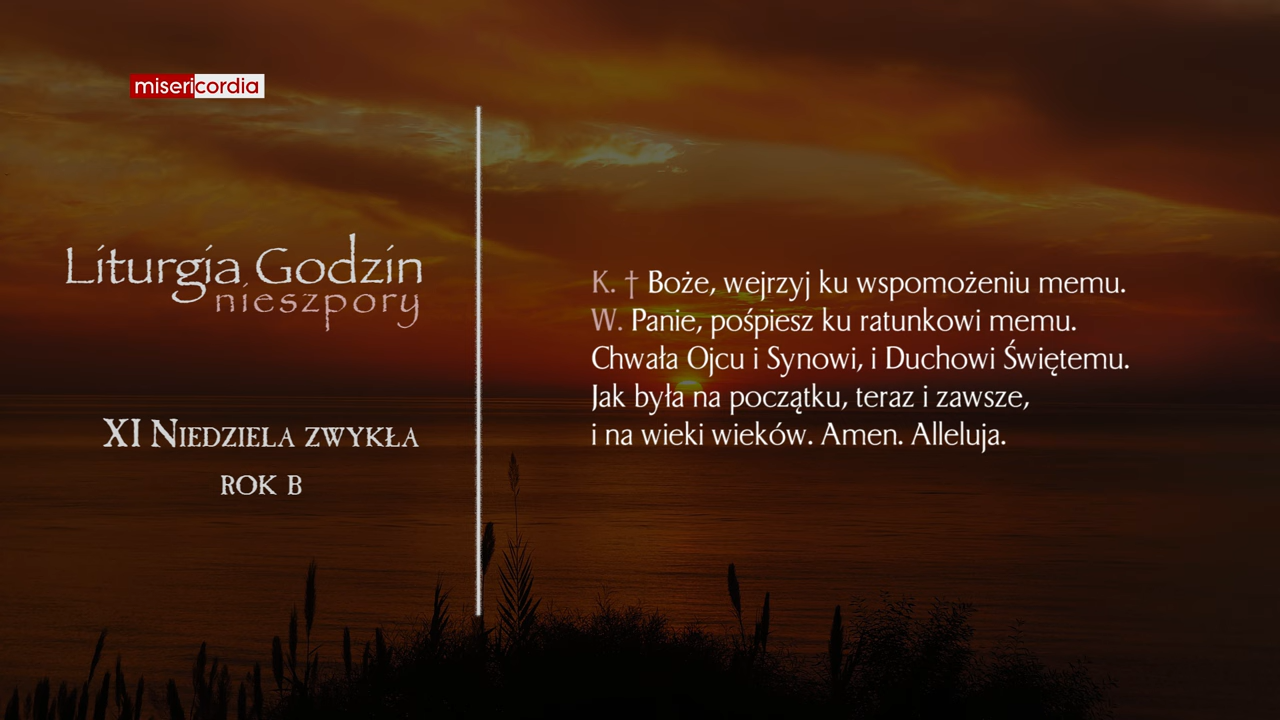 misericordia
Liturgia Godzin
nieszpory
XI Niedziela zwykła
rok B
K. † Boże, wejrzyj ku wspomożeniu memu.
W. Panie, pośpiesz ku ratunkowi memu.
Chwała Ojcu i Synowi, i Duchowi Świętemu.
Jak była na początku, teraz i zawsze,
i na wieki wieków. Amen. Alleluja.